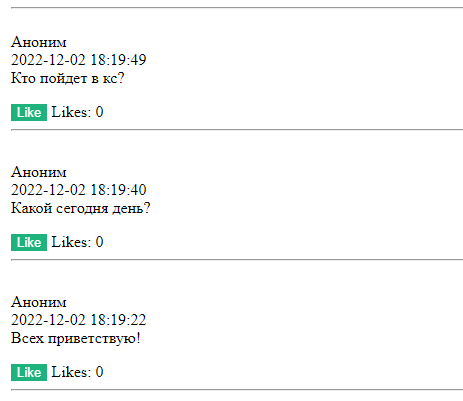 Аноним
2022-12-02 18:19:49
Кто пойдет в кс?
Like Likes: 0
Аноним
2022-12-02 18:19:40
Какой сегодня день?
Like Likes: 0
Аноним
2022-12-02 18:19:22
Всех приветствую!
Like Likes: 0